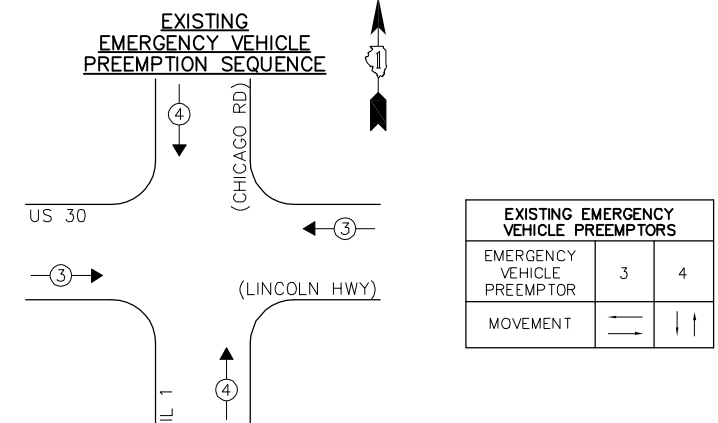 EXISTING
EMERGENCY VEHICLE
PREEMPTION SEQUENCE
1
4
(CHICAGO RD)
US 30
3
3
(LINCOLN HWY)
4
IL 1
EXISTING EMERGENCY
VEHICLE PREEMPTORS
EMERGENCY
VEHICLE
PREEMPTOR
3
4
MOVEMENT